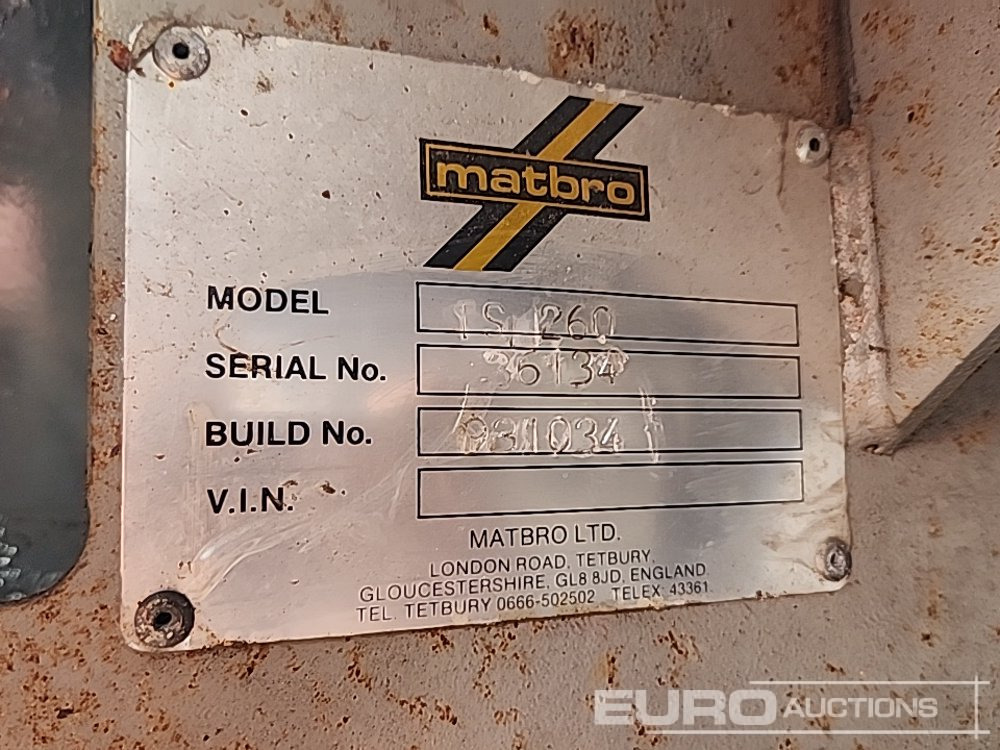 matbro
MODEL TS 260
SERIAL No. 36134
BUILD No. 931034
V.I.N.
MATBRO LTD.
LONDON ROAD, TETBURY,
GLOUCESTERSHIRE, GL8 8JD, ENGLAND.
TEL. TETBURY 0666-502502 TELEX: 43361.
EURO AUCTIONS